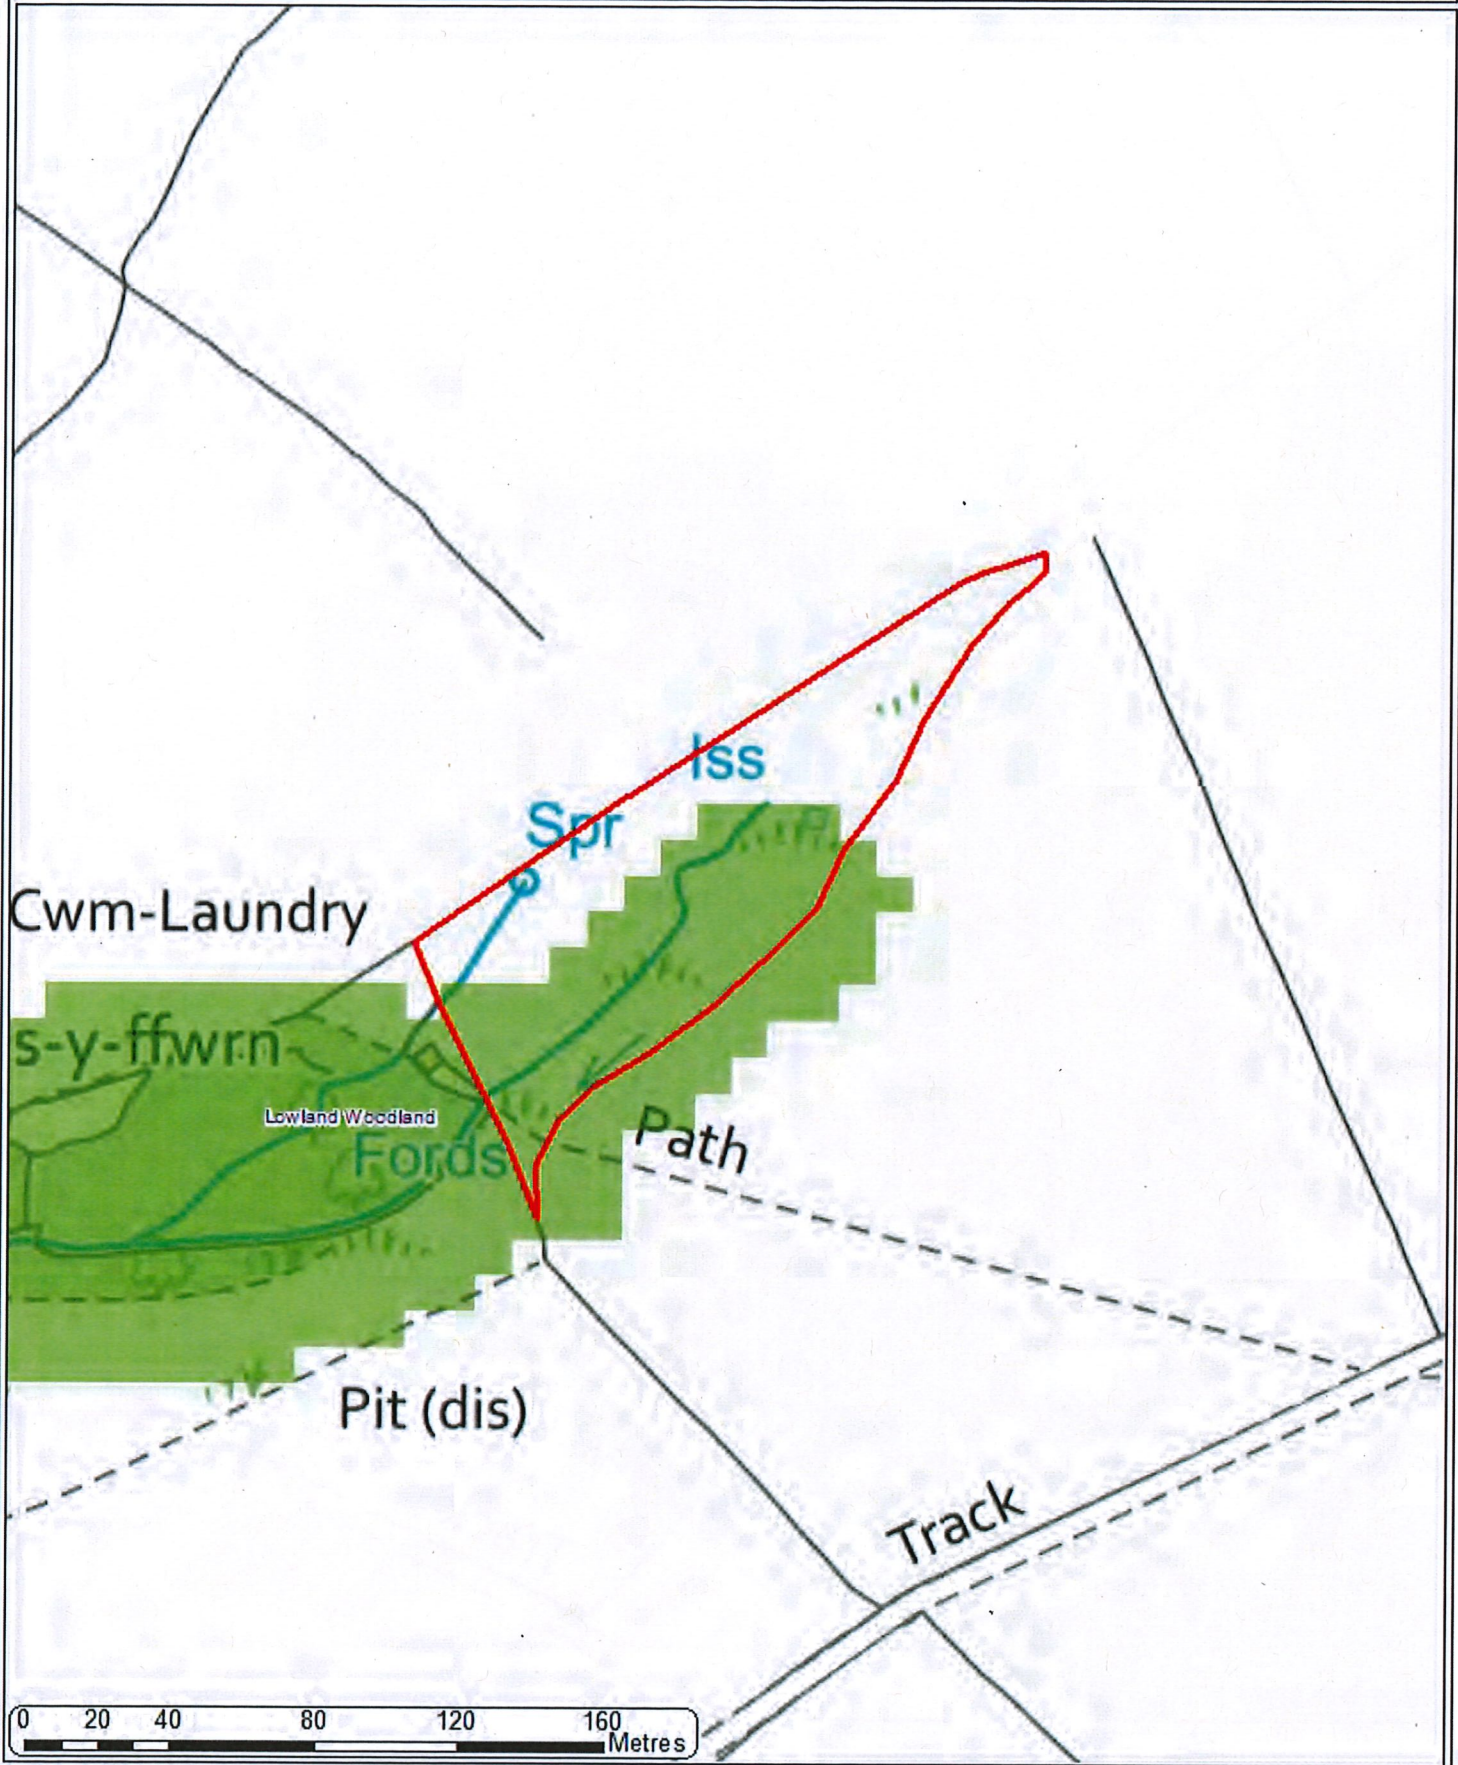 Iss
Spr
Cwm-Laundry
s-y-ffwrn
Lowland Woodland
Fords
Path
Pit (dis)
Track
0 20 40 80 120 160
Metres